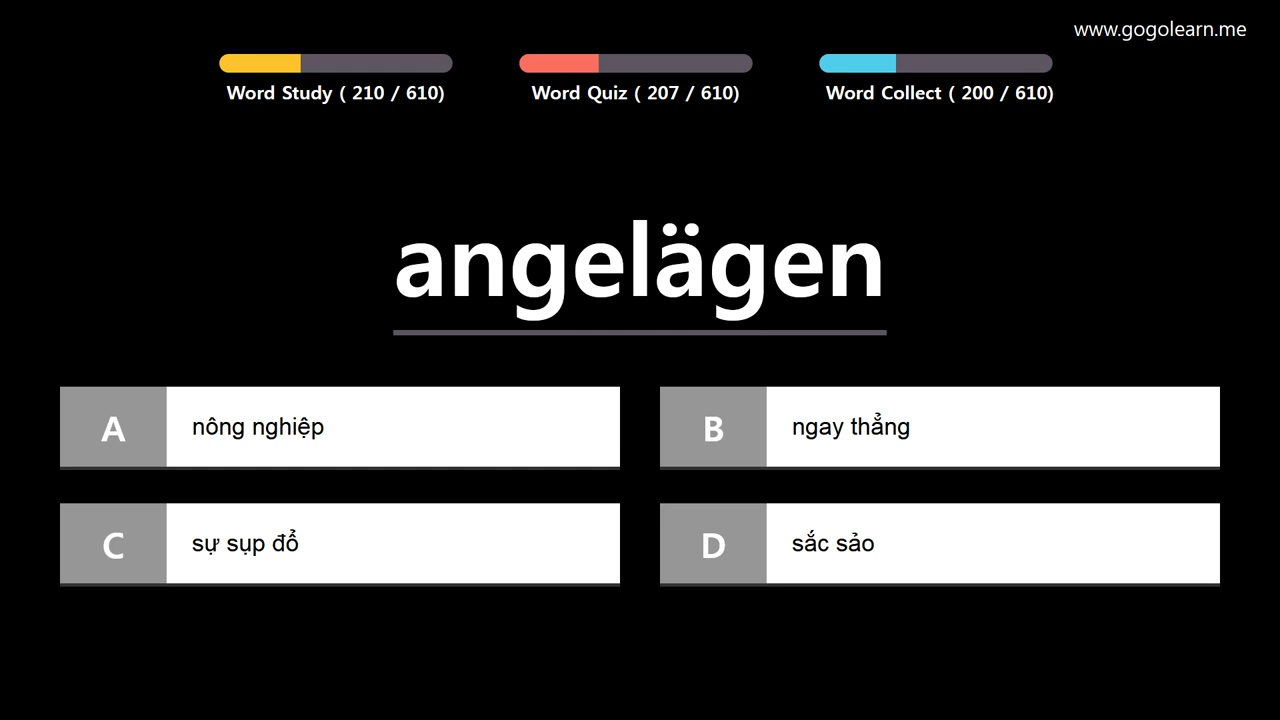 www.gogolearn.me
Word Study ( 210 / 610)
Word Quiz ( 207 / 610)
Word Collect ( 200 / 610)
angelägen
A nông nghiệp
B ngay thẳng
C sự sụp đổ
D sắc sảo